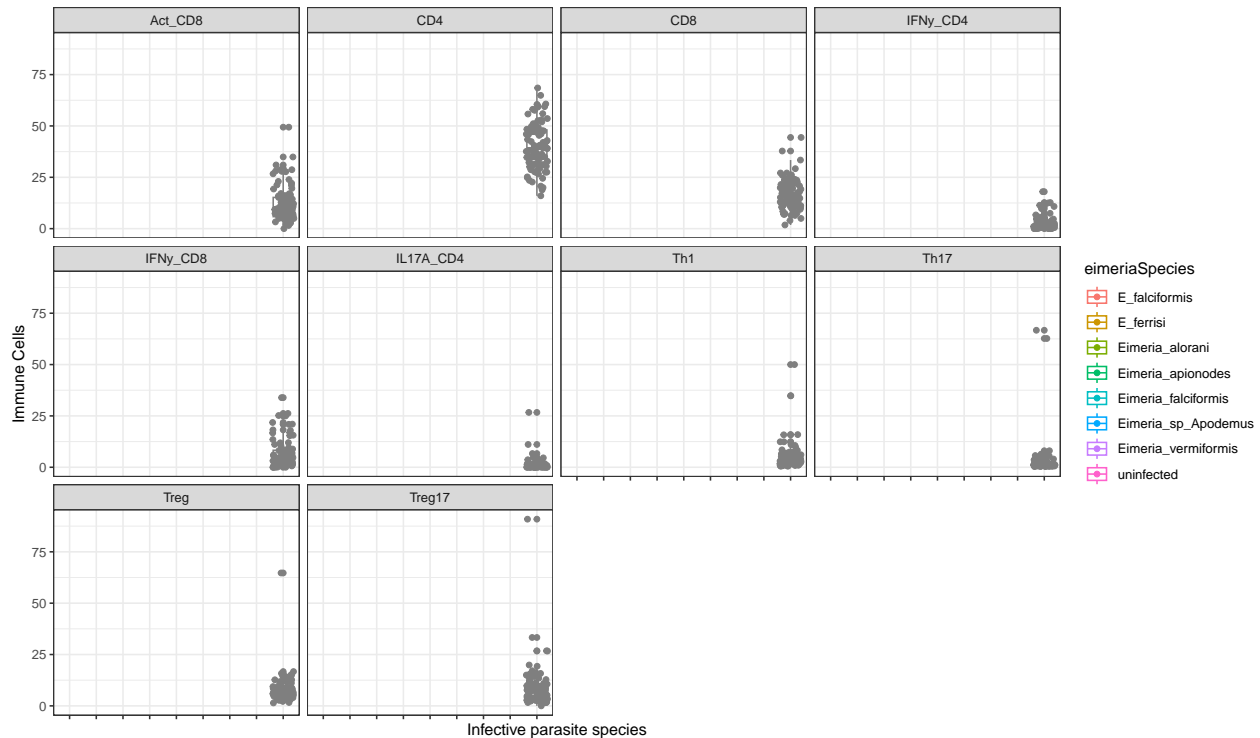 Act_CD8 CD4 CD8 IFNy_CD4
75
50
25
0
IFNy_CD8 IL17A_CD4 Th1 Th17
75
50
25
0
Treg Treg17
75
50
25
0
Immune Cells
Infective parasite species
eimeriaSpecies
E_falciformis
E_ferrisi
Eimeria_alorani
Eimeria_apionodes
Eimeria_falciformis
Eimeria_sp_Apodemus
Eimeria_vermiformis
uninfected